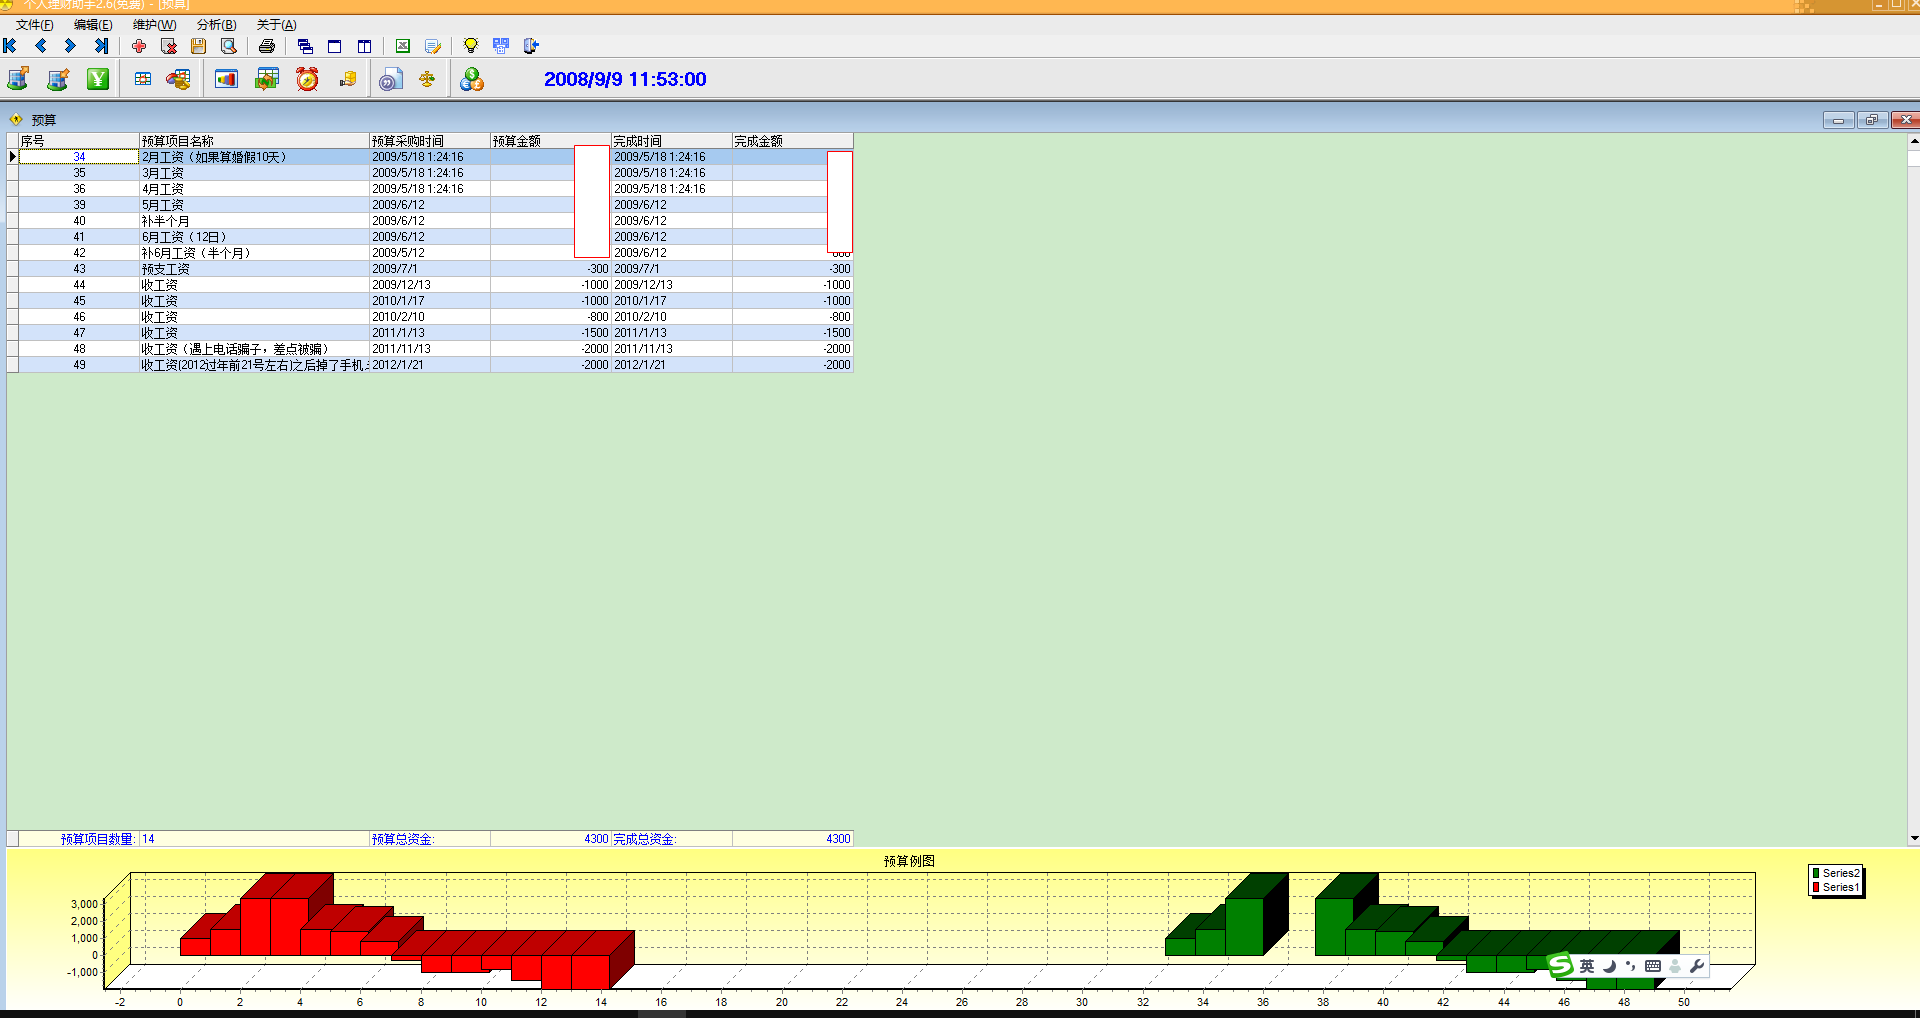 个人理财助手2.6(免费) - [预算]
文件(F) 编辑(E) 维护(W) 分析(B) 关于(A)
2008/9/9 11:53:00
预算
序号 预算项目名称 预算采购时间 预算金额 完成时间 完成金额
34 2月工资（如果算婚假10天） 2009/5/18 1:24:16 2009/5/18 1:24:16
35 3月工资 2009/5/18 1:24:16 2009/5/18 1:24:16
36 4月工资 2009/5/18 1:24:16 2009/5/18 1:24:16
39 5月工资 2009/6/12 2009/6/12
40 补半个月 2009/6/12 2009/6/12
41 6月工资（12日） 2009/6/12 2009/6/12
42 补6月工资（半个月） 2009/5/12 2009/6/12
43 预支工资 2009/7/1 -300 2009/7/1 -300
44 收工资 2009/12/13 -1000 2009/12/13 -1000
45 收工资 2010/1/17 -1000 2010/1/17 -1000
46 收工资 2010/2/10 -800 2010/2/10 -800
47 收工资 2011/1/13 -1500 2011/1/13 -1500
48 收工资（遇上电话骗子，差点被骗） 2011/11/13 -2000 2011/11/13 -2000
49 收工资(2012过年前21号左右)之后掉了手机 2012/1/21 -2000 2012/1/21 -2000
预算项目数量: 14 预算总资金: 4300 完成总资金: 4300
预算例图
Series2
Series1
3,000
2,000
1,000
0
-1,000
-2 0 2 4 6 8 10 12 14 16 18 20 22 24 26 28 30 32 34 36 38 40 42 44 46 48 50
S 英